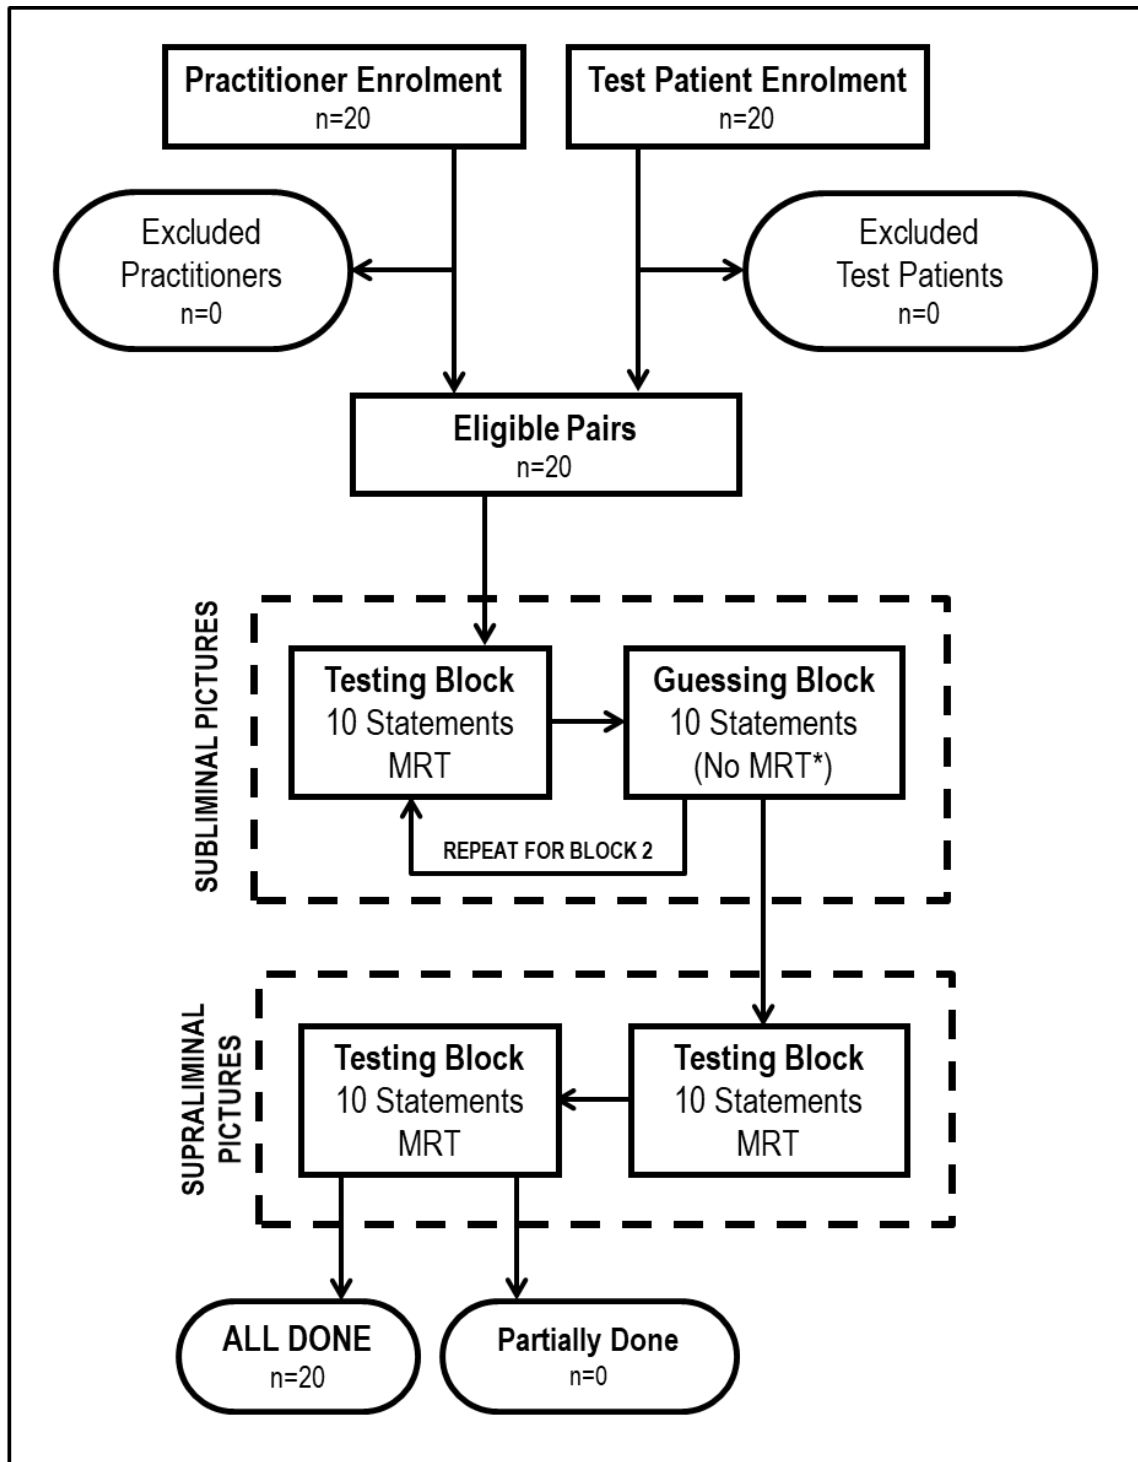 Practitioner Enrolment
n=20
Test Patient Enrolment
n=20
Excluded
Practitioners
n=0
Excluded
Test Patients
n=0
Eligible Pairs
n=20
SUBLIMINAL PICTURES
Testing Block
10 Statements
MRT
Guessing Block
10 Statements
(No MRT*)
REPEAT FOR BLOCK 2
SUPRALIMINAL
PICTURES
Testing Block
10 Statements
MRT
Testing Block
10 Statements
MRT
ALL DONE
n=20
Partially Done
n=0